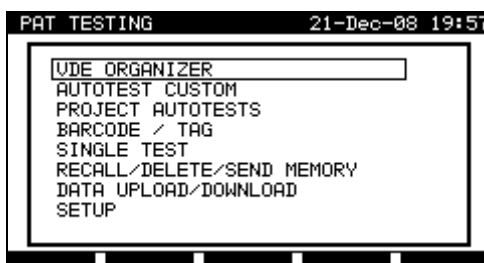 PAT TESTING 21-Dec-08 19:57
VDE ORGANIZER
AUTOTEST CUSTOM
PROJECT AUTOTESTS
BARCODE / TAG
SINGLE TEST
RECALL/DELETE/SEND MEMORY
DATA UPLOAD/DOWNLOAD
SETUP